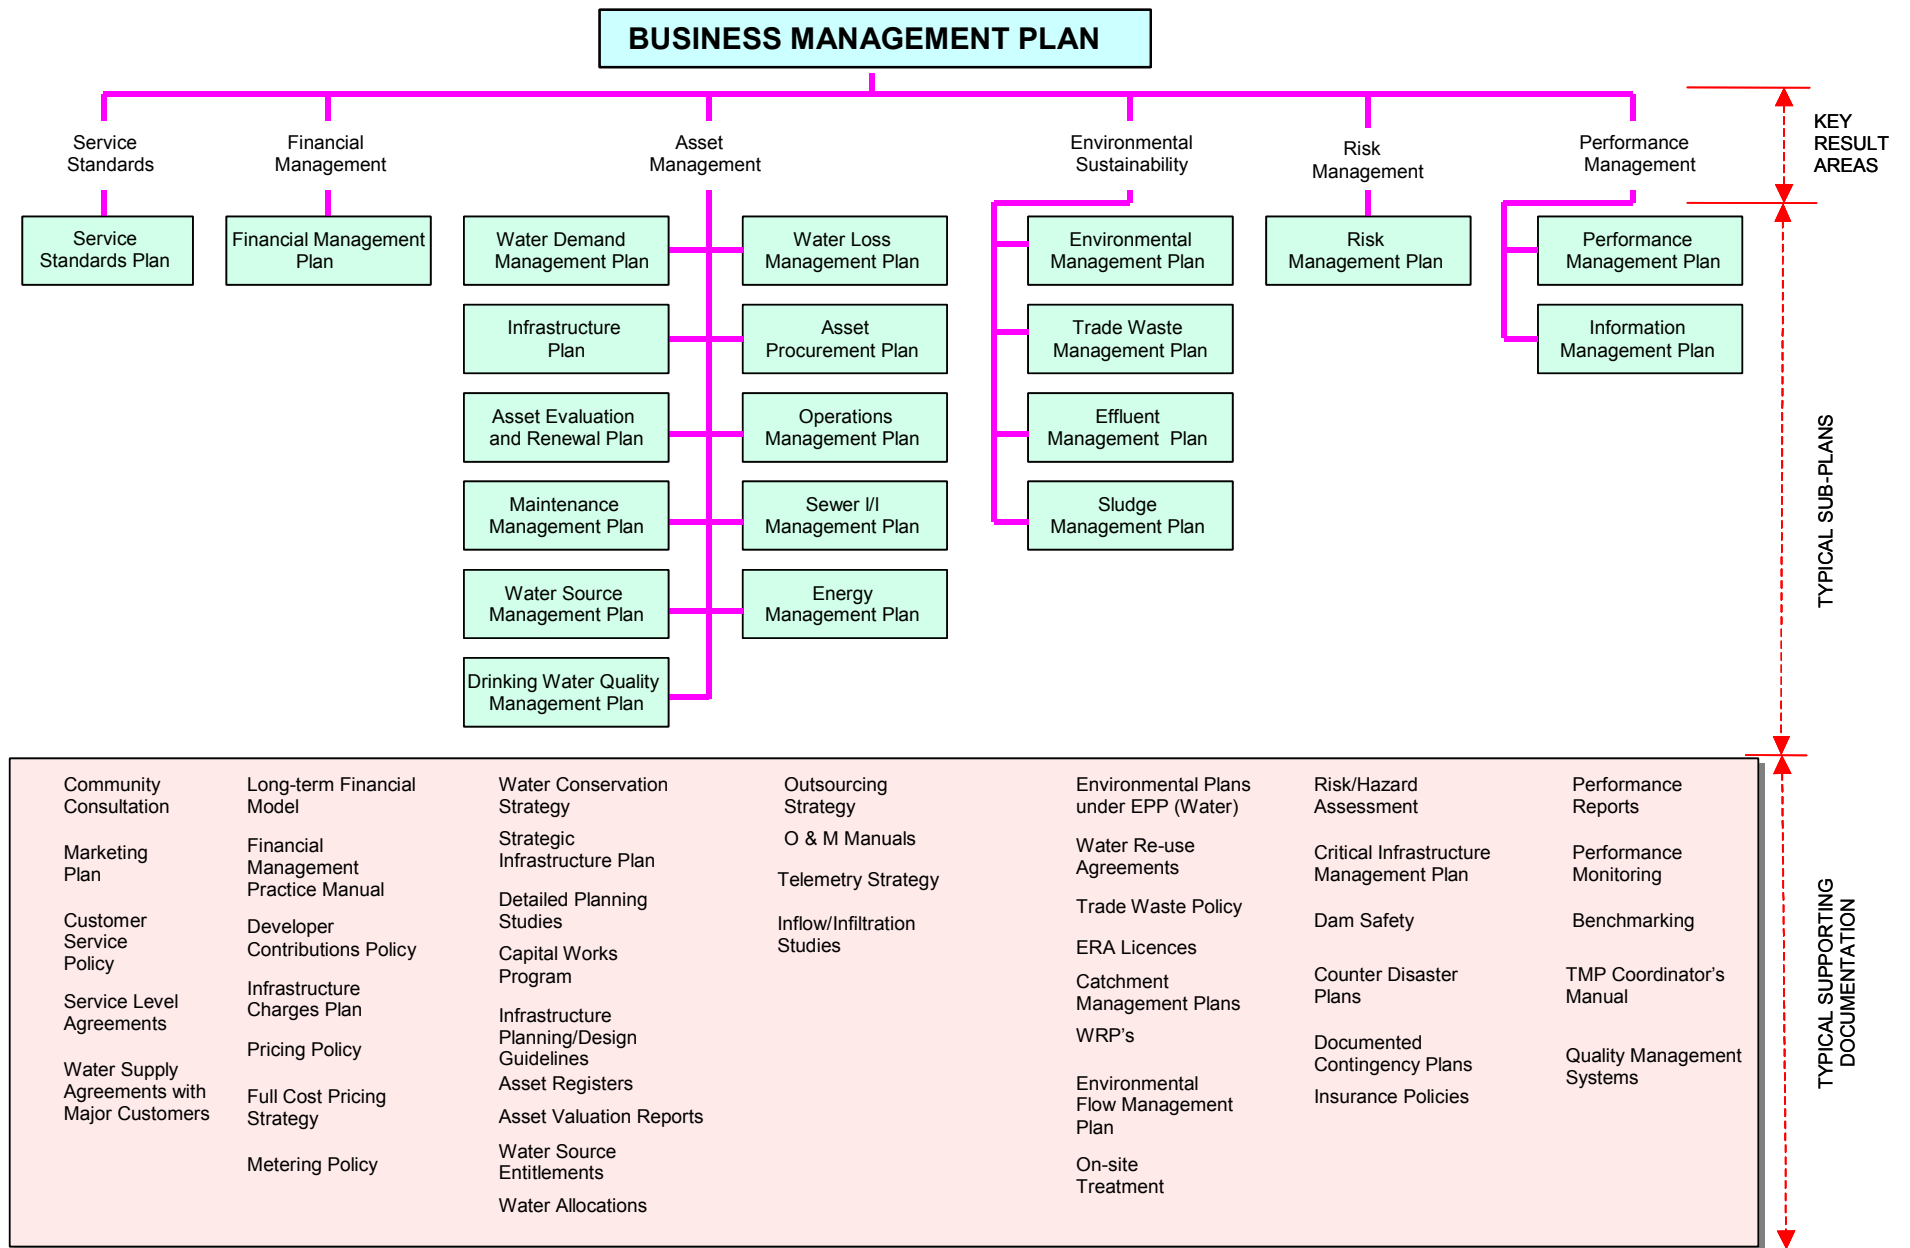 BUSINESS MANAGEMENT PLAN
Service
Standards
Financial
Management
Asset
Management
Environmental
Sustainability
Risk
Management
Performance
Management
KEY
RESULT
AREAS
Service
Standards Plan
Financial Management
Plan
Water Demand
Management Plan
Water Loss
Management Plan
Environmental
Management Plan
Risk
Management Plan
Performance
Management Plan
Infrastructure
Plan
Asset
Procurement Plan
Trade Waste
Management Plan
Information
Management Plan
Asset Evaluation
and Renewal Plan
Operations
Management Plan
Effluent
Management Plan
Maintenance
Management Plan
Sewer I/I
Management Plan
Sludge
Management Plan
Water Source
Management Plan
Energy
Management Plan
Drinking Water Quality
Management Plan
TYPICAL SUB-PLANS
Community
Consultation
Marketing
Plan
Customer
Service
Policy
Service Level
Agreements
Water Supply
Agreements with
Major Customers
Long-term Financial
Model
Financial
Management
Practice Manual
Developer
Contributions Policy
Infrastructure
Charges Plan
Pricing Policy
Full Cost Pricing
Strategy
Metering Policy
Water Conservation
Strategy
Strategic
Infrastructure Plan
Detailed Planning
Studies
Capital Works
Program
Infrastructure
Planning/Design
Guidelines
Asset Registers
Asset Valuation Reports
Water Source
Entitlements
Water Allocations
Outsourcing
Strategy
O & M Manuals
Telemetry Strategy
Inflow/Infiltration
Studies
Environmental Plans
under EPP (Water)
Water Re-use
Agreements
Trade Waste Policy
ERA Licences
Catchment
Management Plans
WRP's
Environmental
Flow Management
Plan
On-site
Treatment
Risk/Hazard
Assessment
Critical Infrastructure
Management Plan
Dam Safety
Counter Disaster
Plans
Documented
Contingency Plans
Insurance Policies
Performance
Reports
Performance
Monitoring
Benchmarking
TMP Coordinator's
Manual
Quality Management
Systems
TYPICAL SUPPORTING
DOCUMENTATION